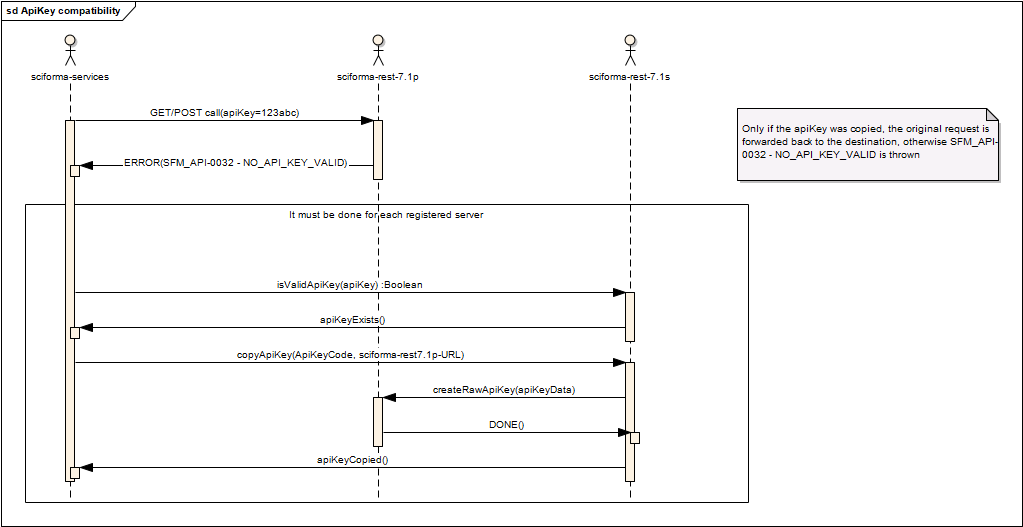 sd ApiKey compatibility
sciforma-services
sciforma-rest-7.1p
sciforma-rest-7.1s
GET/POST call(apiKey=123abc)
Only if the apiKey was copied, the original request is
forwarded back to the destination, otherwise SFM_API-
0032 - NO_API_KEY_VALID is thrown
ERROR(SFM_API-0032 - NO_API_KEY_VALID)
It must be done for each registered server
isValidApiKey(apiKey) :Boolean
apiKeyExists()
copyApiKey(ApiKeyCode, sciforma-rest7.1p-URL)
createRawApiKey(apiKeyData)
DONE()
apiKeyCopied()